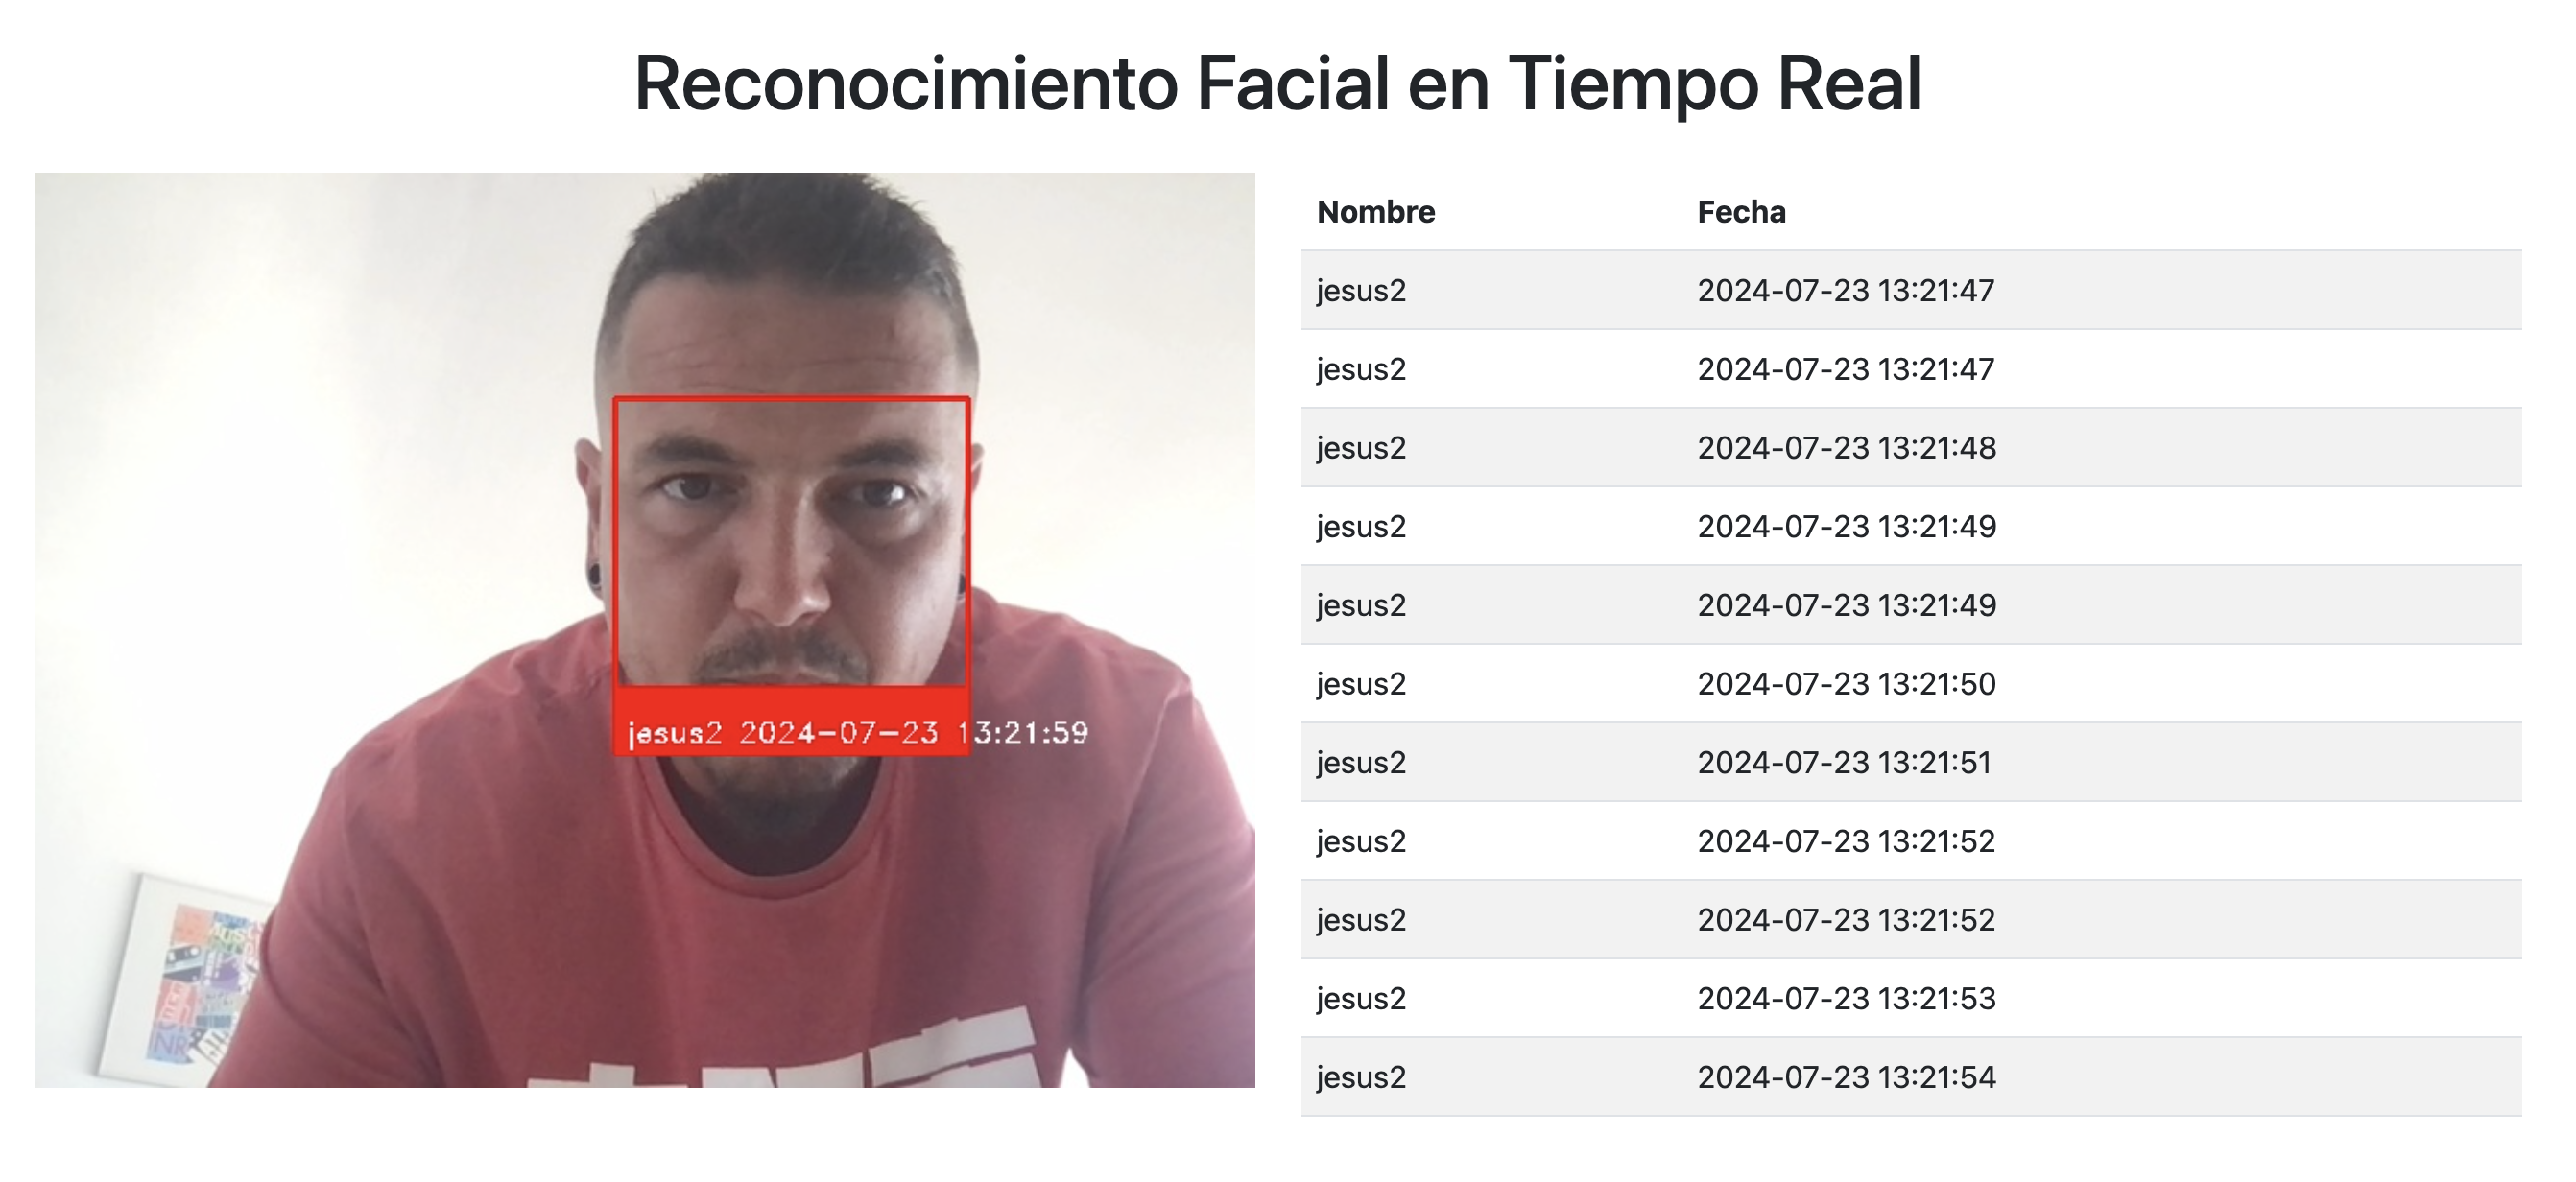 Reconocimiento Facial en Tiempo Real
jesus2 2024-07-23 13:21:59
Nombre Fecha
jesus2 2024-07-23 13:21:47
jesus2 2024-07-23 13:21:47
jesus2 2024-07-23 13:21:48
jesus2 2024-07-23 13:21:49
jesus2 2024-07-23 13:21:49
jesus2 2024-07-23 13:21:50
jesus2 2024-07-23 13:21:51
jesus2 2024-07-23 13:21:52
jesus2 2024-07-23 13:21:52
jesus2 2024-07-23 13:21:53
jesus2 2024-07-23 13:21:54